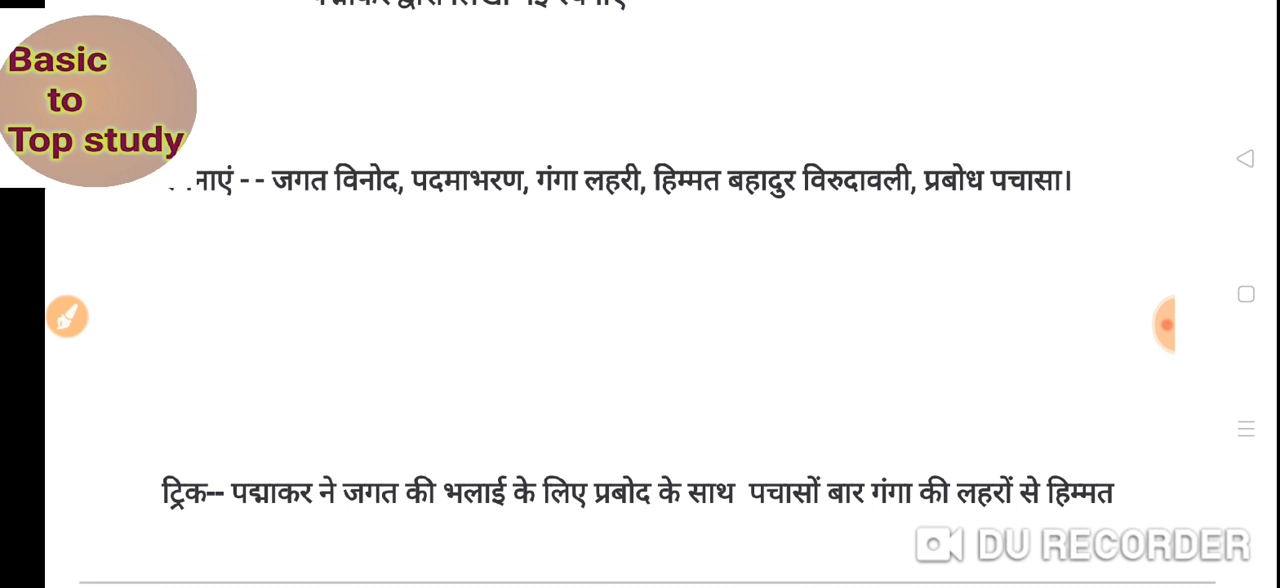 Basic
to
Top study
जगत विनोद, पदमाभरण, गंगा लहरी, हिम्मत बहादुर विरुदावली, प्रबोध पचासा।
ट्रिक-- पद्माकर ने जगत की भलाई के लिए प्रबोद के साथ पचासों बार गंगा की लहरों से हिम्मत
DU RECORDER